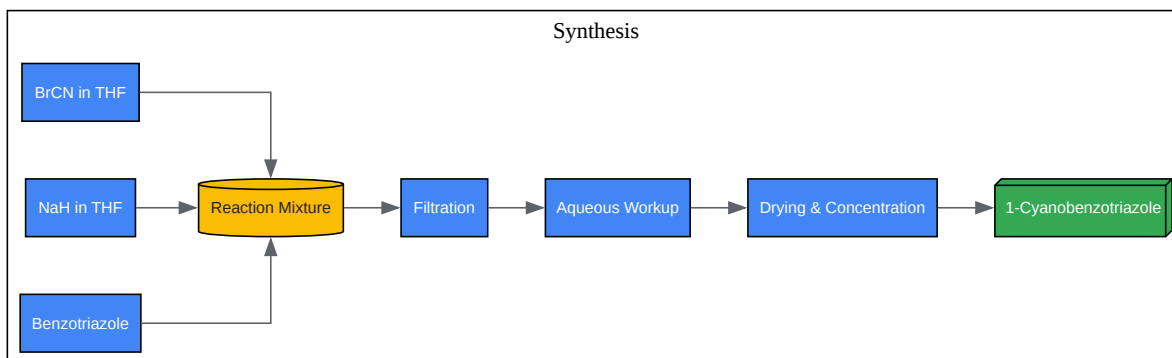 Synthesis
BrCN in THF
NaH in THF
Reaction Mixture
Filtration
Aqueous Workup
Drying & Concentration
1-Cyanobenzotriazole
Benzotriazole